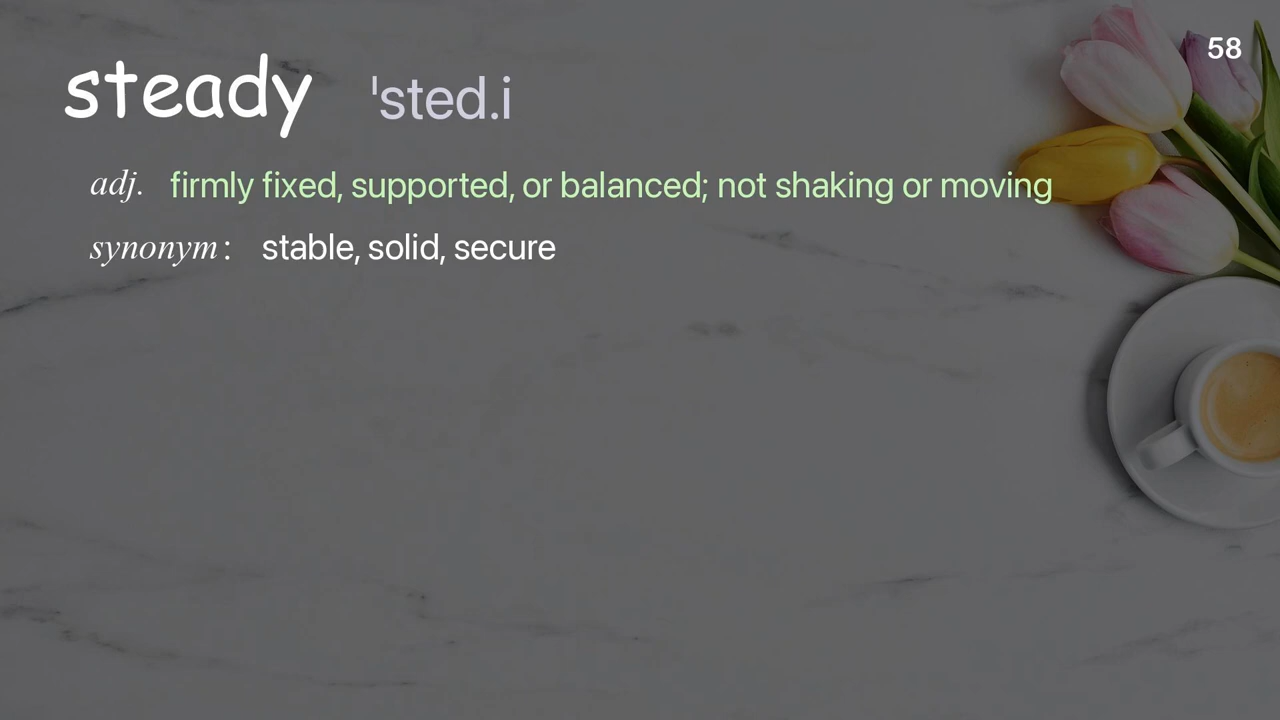 58
steady 'sted.i
adj. firmly fixed, supported, or balanced; not shaking or moving
synonym: stable, solid, secure